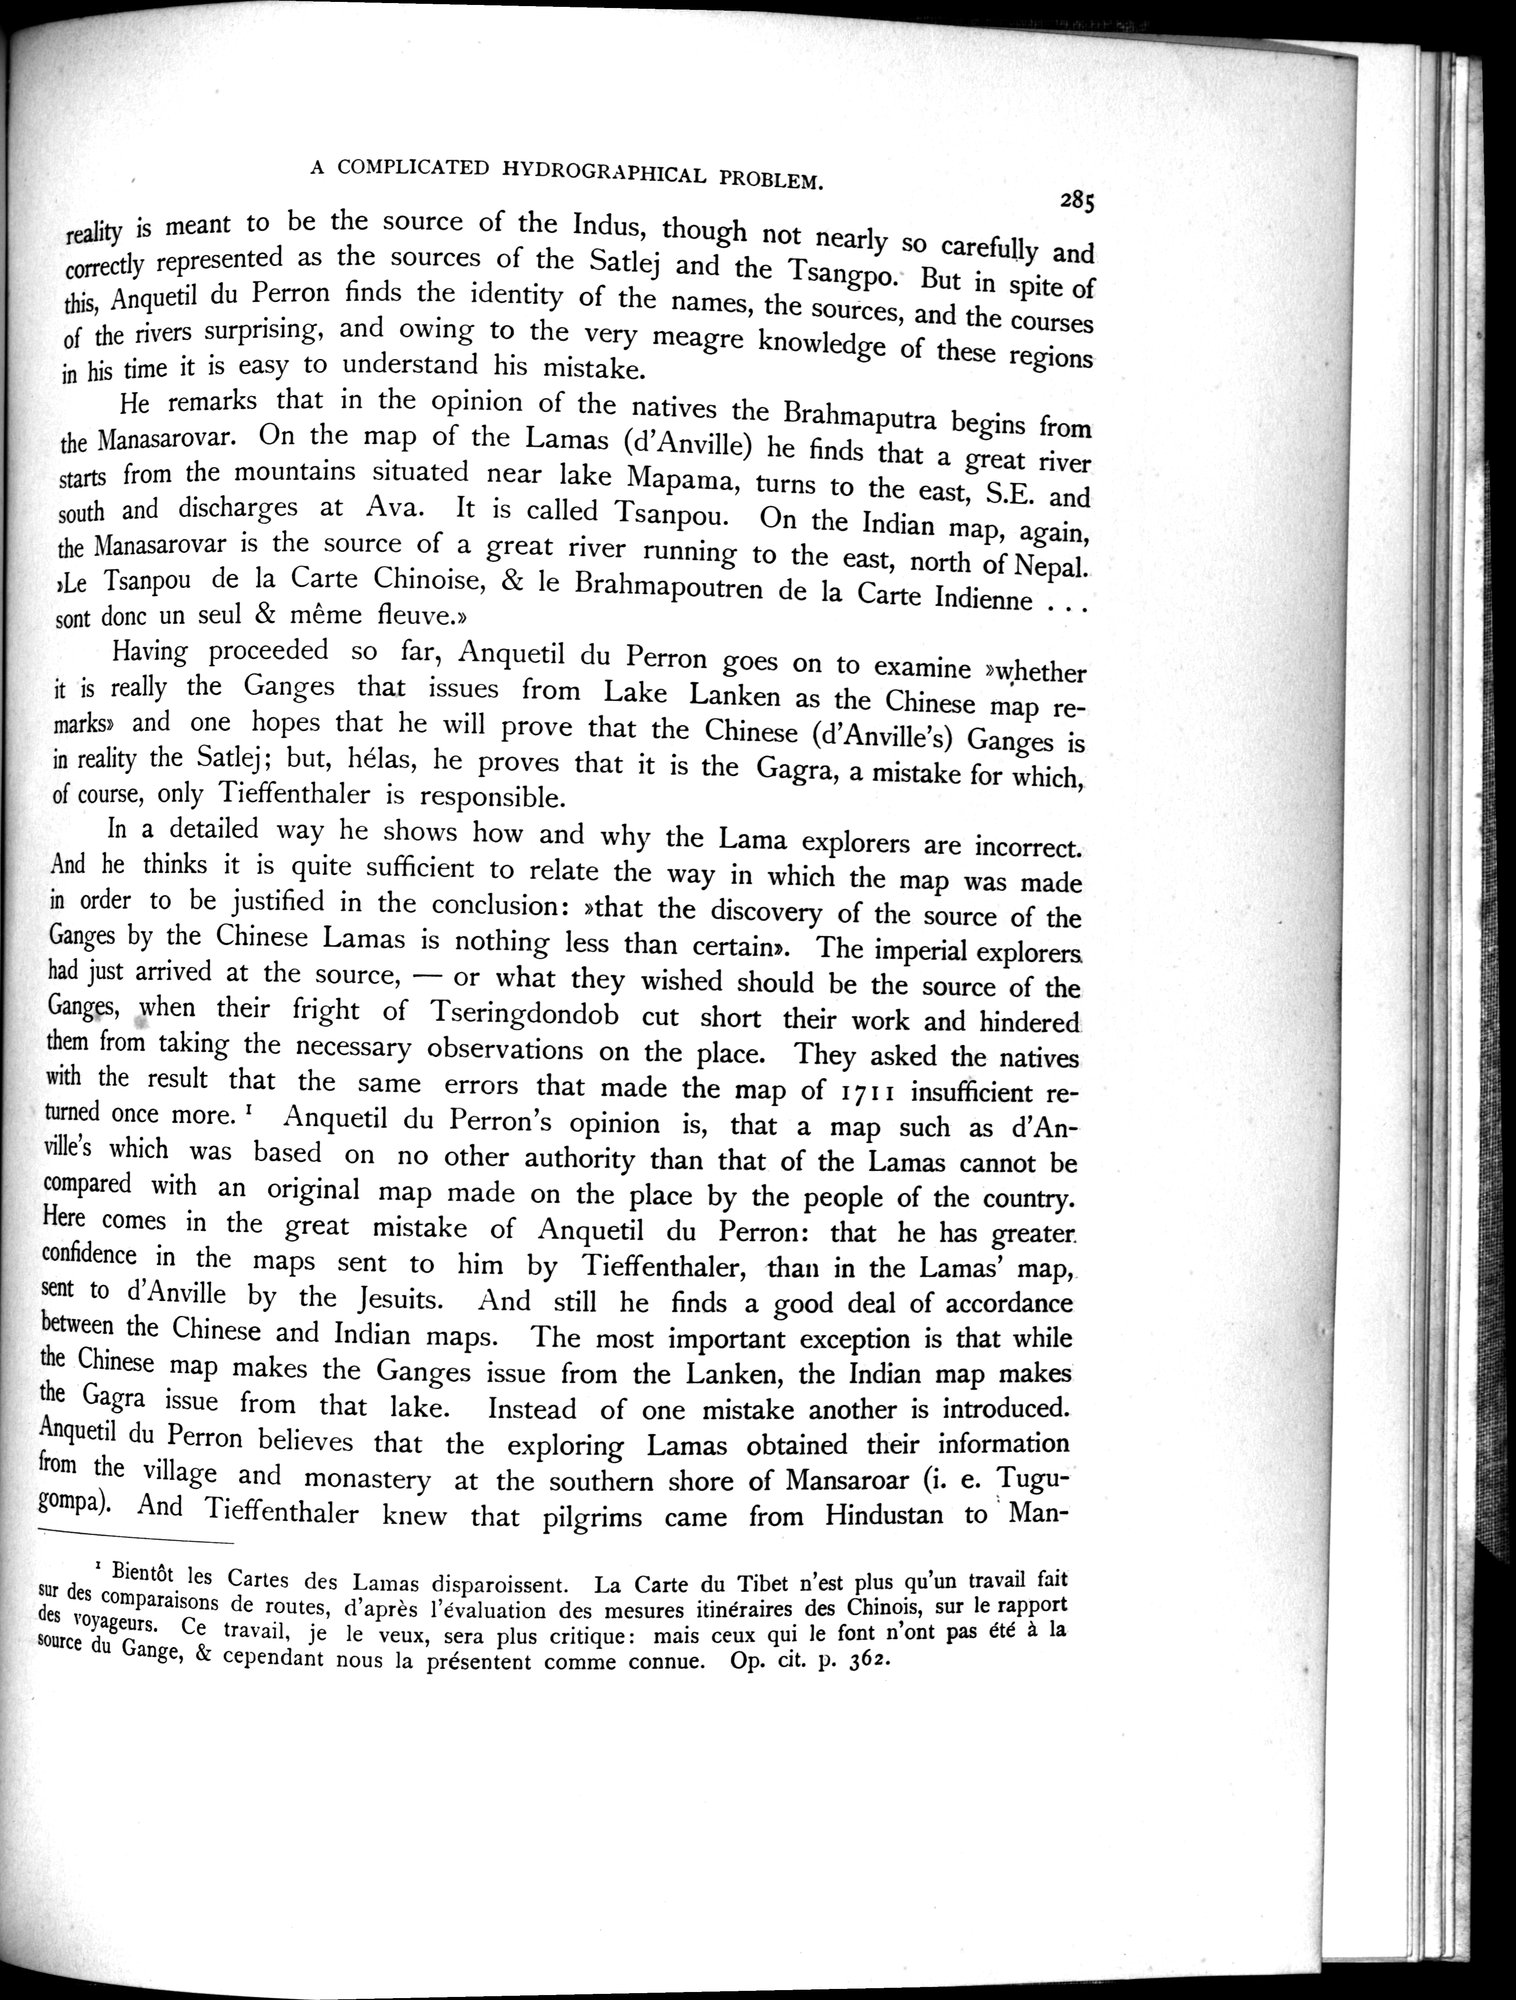 A COMPLICATED HYDROGRAPHICAL PROBLEM.
285
reality is meant to be the source of the Indus, though not nearly so carefully and
correctly represented as the sources of the Satlej and the Tsangpo. But in spite of
this, Anquetil du Perron finds the identity of the names, the sources, and the courses
of the rivers surprising, and owing to the very meagre knowledge of these regions
in his time it is easy to understand his mistake.
He remarks that in the opinion of the natives the Brahmaputra begins from
the Manasarovar. On the map of the Lamas (d'Anville) he finds that a great river
starts from the mountains situated near lake Mapama, turns to the east, S.E. and
south and discharges at Ava. It is called Tsanpou. On the Indian map, again,
the Manasarovar is the source of a great river running to the east, north of Nepal.
»Le Tsanpou de la Carte Chinoise, & le Brahmapoutren de la Carte Indienne . . .
sont donc un seul & même fleuve.»
Having proceeded so far, Anquetil du Perron goes on to examine »whether
it is really the Ganges that issues from Lake Lanken as the Chinese map re-
marks» and one hopes that he will prove that the Chinese (d'Anville's) Ganges is
in reality the Satlej; but, hélas, he proves that it is the Gagra, a mistake for which,
of course, only Tieffenthaler is responsible.
In a detailed way he shows how and why the Lama explorers are incorrect.
And he thinks it is quite sufficient to relate the way in which the map was made
in order to be justified in the conclusion: »that the discovery of the source of the
Ganges by the Chinese Lamas is nothing less than certain». The imperial explorers
had just arrived at the source, — or what they wished should be the source of the
Ganges, when their fright of Tseringdondob cut short their work and hindered
them from taking the necessary observations on the place. They asked the natives
with the result that the same errors that made the map of 1711 insufficient re-
turned once more. ¹ Anquetil du Perron's opinion is, that a map such as d'An-
ville's which was based on no other authority than that of the Lamas cannot be
compared with an original map made on the place by the people of the country.
Here comes in the great mistake of Anquetil du Perron: that he has greater
confidence in the maps sent to him by Tieffenthaler, than in the Lamas' map,
sent to d'Anville by the Jesuits. And still he finds a good deal of accordance
between the Chinese and Indian maps. The most important exception is that while
the Chinese map makes the Ganges issue from the Lanken, the Indian map makes
the Gagra issue from that lake. Instead of one mistake another is introduced.
Anquetil du Perron believes that the exploring Lamas obtained their information
from the village and monastery at the southern shore of Mansaroar (i. e. Tugu-
gompa). And Tieffenthaler knew that pilgrims came from Hindustan to Man-
¹ Bientôt les Cartes des Lamas disparoissent. La Carte du Tibet n'est plus qu'un travail fait
sur des comparaisons de routes, d'après l'évaluation des mesures itinéraires des Chinois, sur le rapport
des voyageurs. Ce travail, je le veux, sera plus critique: mais ceux qui le font n'ont pas été à la
source du Gange, & cependant nous la présentent comme connue. Op. cit. p. 362.